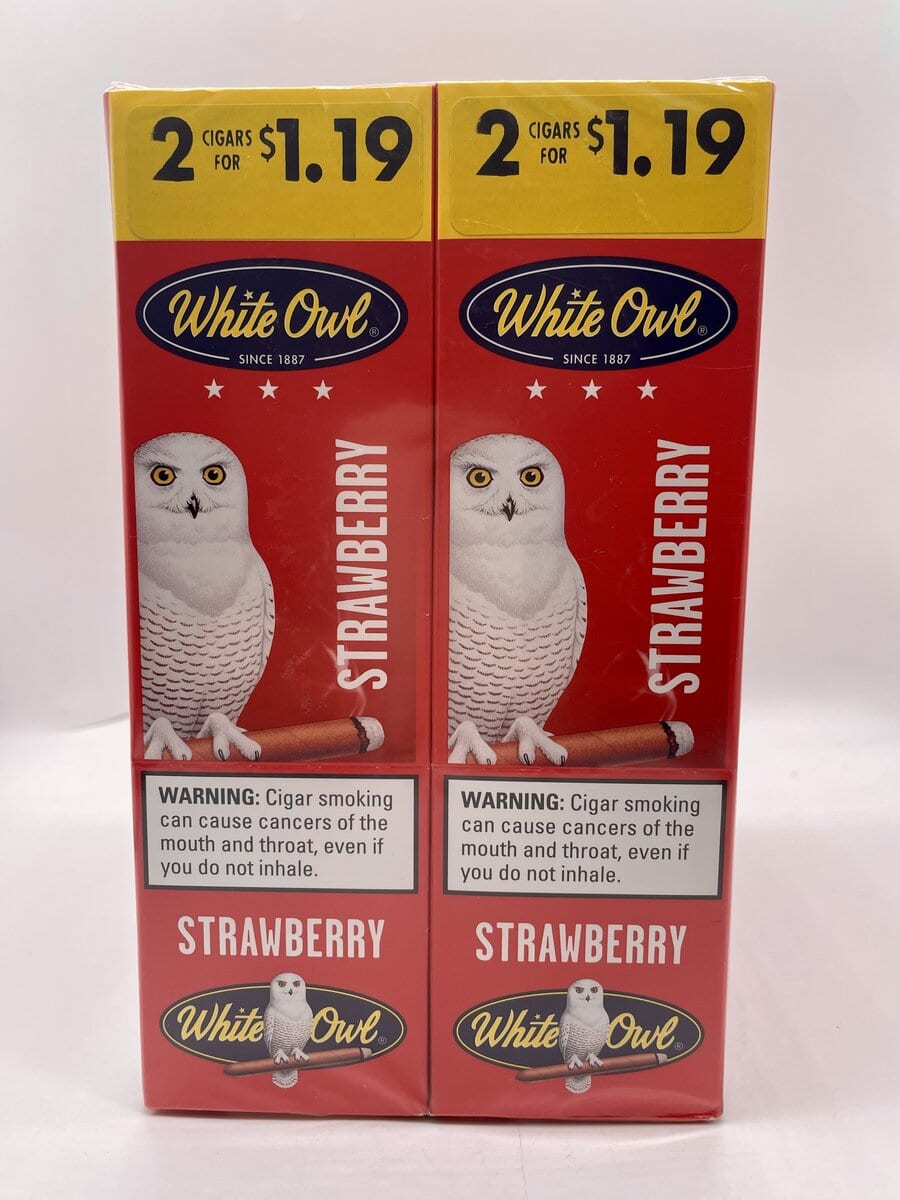 2 CIGARS FOR $1.19
White Owl®
SINCE 1887
STRAWBERRY
WARNING: Cigar smoking
can cause cancers of the
mouth and throat, even if
you do not inhale.
STRAWBERRY
White Owl®
2 CIGARS FOR $1.19
White Owl®
SINCE 1887
STRAWBERRY
WARNING: Cigar smoking
can cause cancers of the
mouth and throat, even if
you do not inhale.
STRAWBERRY
White Owl®